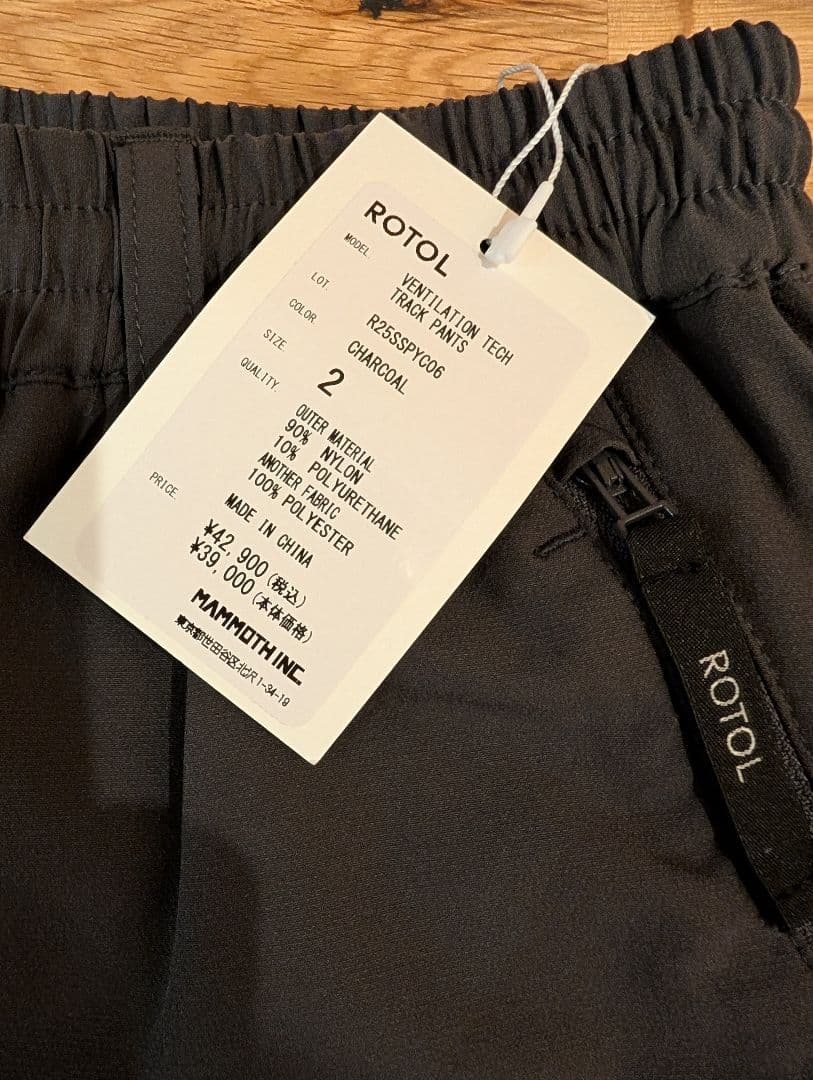 ROTOL
MODEL. VENTILATION TECH
TRACK PANTS
LOT. R25SSPYC06
COLOR. CHARCOAL
SIZE. 2
QUALITY. OUTER MATERIAL
90% NYLON
10% POLYURETHANE
ANOTHER FABRIC
100% POLYESTER
MADE IN CHINA
PRICE. ¥42,900(税込)
¥39,000(本体価格)
MAMMOTH INC.
東京都世田谷区北沢1-34-19
ROTOL